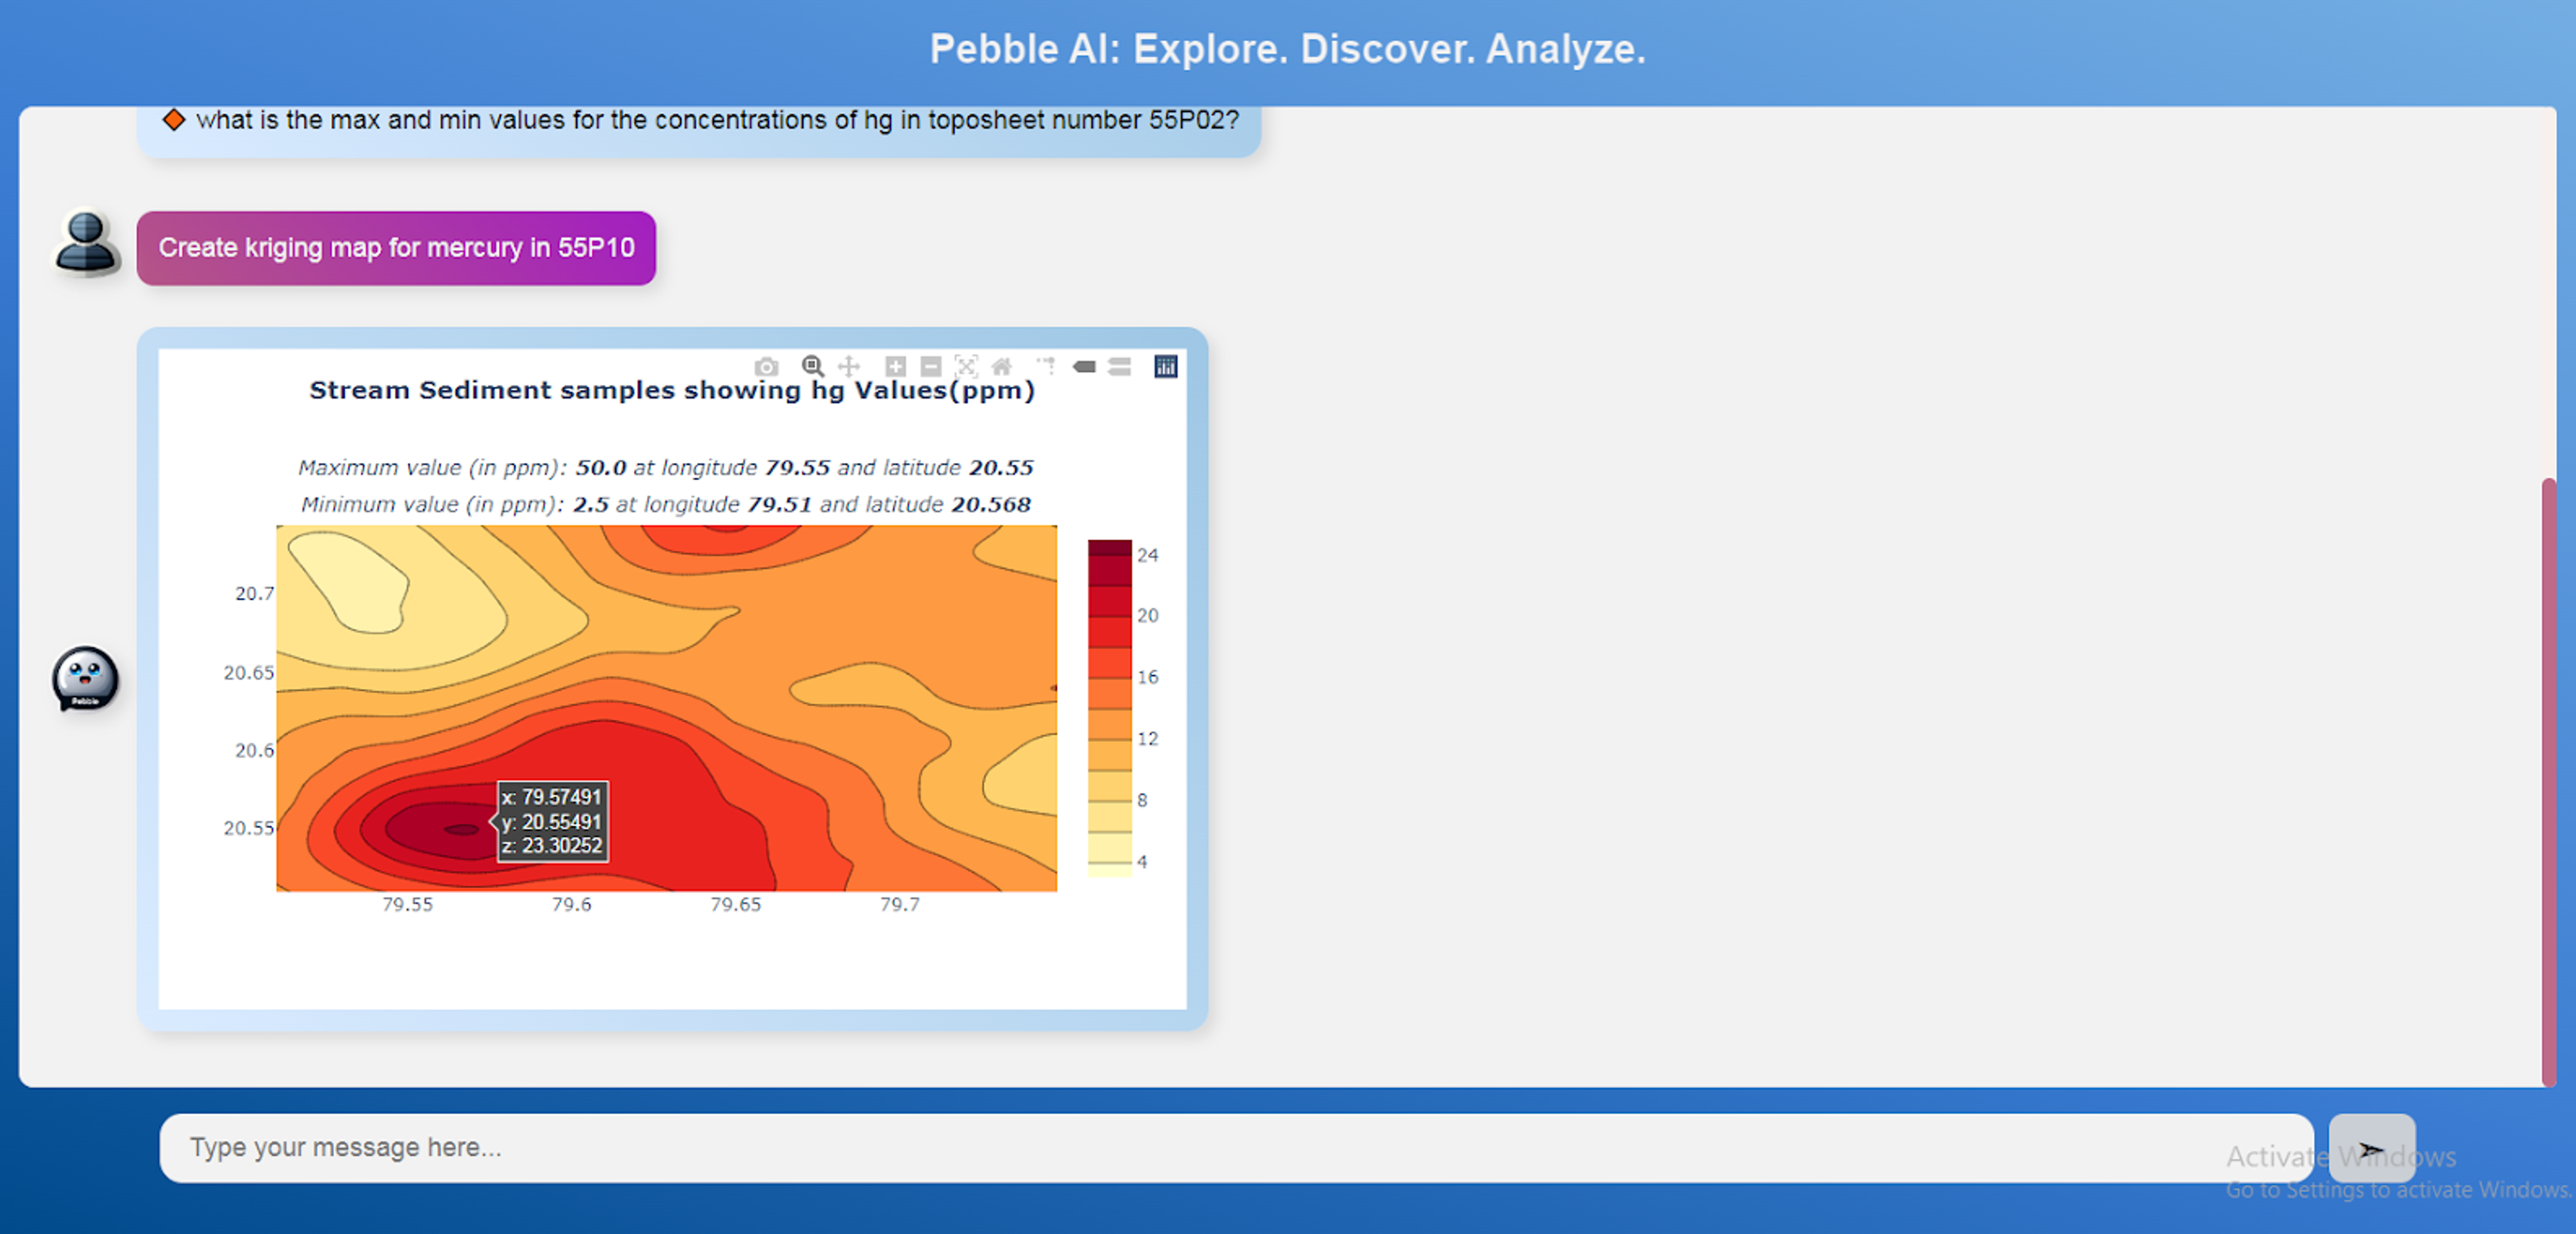 Pebble AI: Explore. Discover. Analyze.
what is the max and min values for the concentrations of hg in toposheet number 55P02?
Create kriging map for mercury in 55P10
Stream Sediment samples showing hg Values(ppm)
Maximum value (in ppm): 50.0 at longitude 79.55 and latitude 20.55
Minimum value (in ppm): 2.5 at longitude 79.51 and latitude 20.568
24
20.7
20
20.65
16
Pebble
20.6
12
x: 79.57491
y: 20.55491
z: 23.30252
20.55
8
4
79.55 79.6 79.65 79.7
Type your message here...
Activate Windows
Go to Settings to activate Windows.